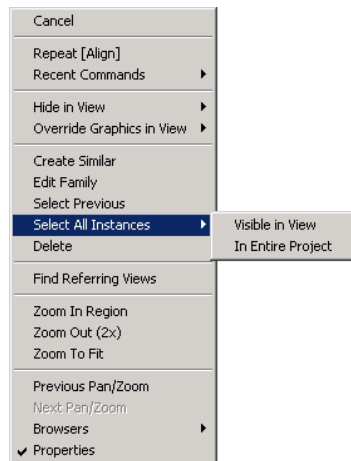 Cancel
Repeat [Align]
Recent Commands
Hide in View
Override Graphics in View
Create Similar
Edit Family
Select Previous
Select All Instances
Visible in View
Delete
In Entire Project
Find Referring Views
Zoom In Region
Zoom Out (2x)
Zoom To Fit
Previous Pan/Zoom
Next Pan/Zoom
Browsers
Properties